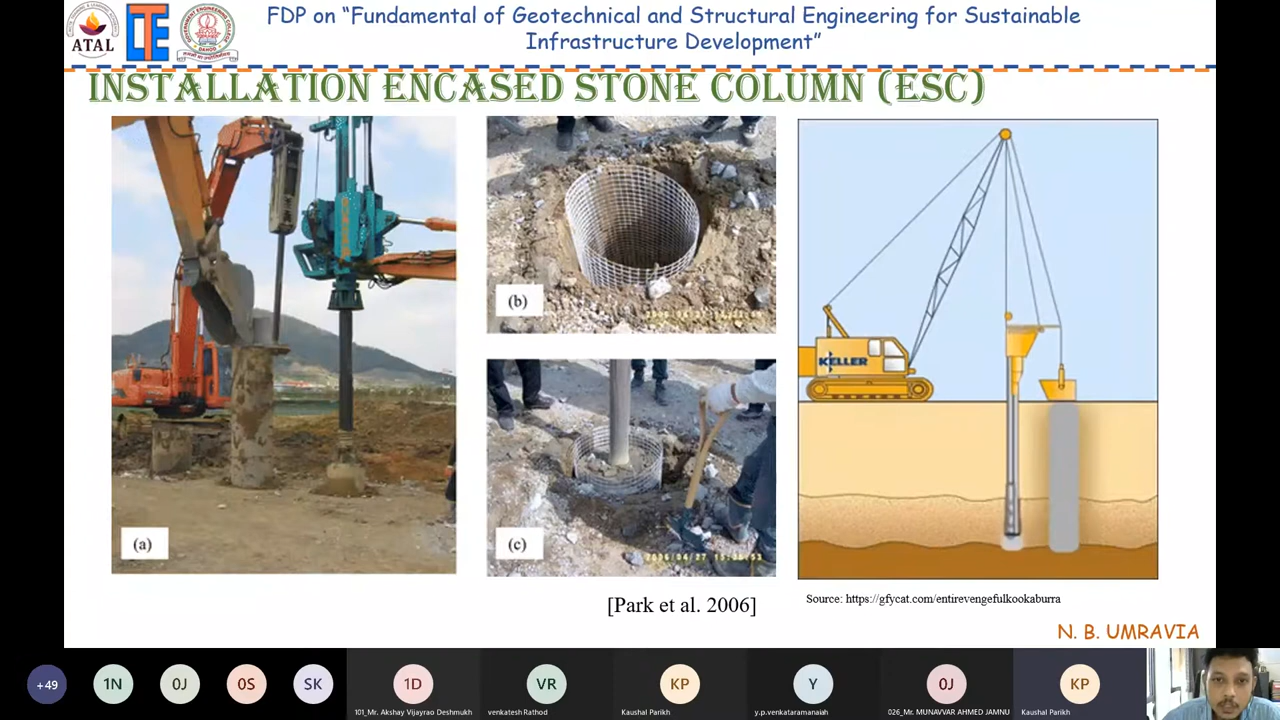 FDP on “Fundamental of Geotechnical and Structural Engineering for Sustainable
Infrastructure Development”
ATAL
LTE
INSTALLATION ENCASED STONE COLUMN (ESC)
(a)
(b)
(c)
KELLER
[Park et al. 2006]
Source: https://gfycat.com/entirevengefulkookaburra
N. B. UMRAVIA
+49
1N
0J
0S
SK
1D
VR
KP
Y
0J
KP
101_Mr. Akshay Vijayrao Deshmukh
venkatesh Rathod
Kaushal Parikh
y.p.venkataramanaiah
026_Mr. MUNAVVAR AHMED JAMNU
Kaushal Parikh